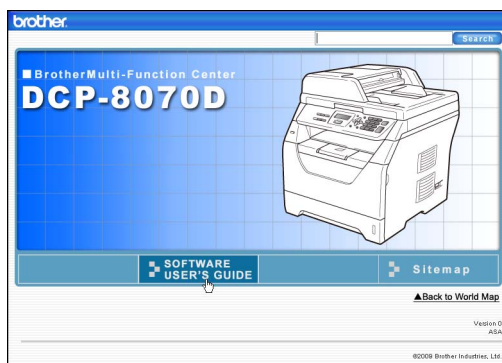 brother.
Search
BrotherMulti-Function Center
DCP-8070D
SOFTWARE
USER'S GUIDE
Sitemap
▲Back to World Map
Version 0
ASA
©2009 Brother Industries, Ltd.